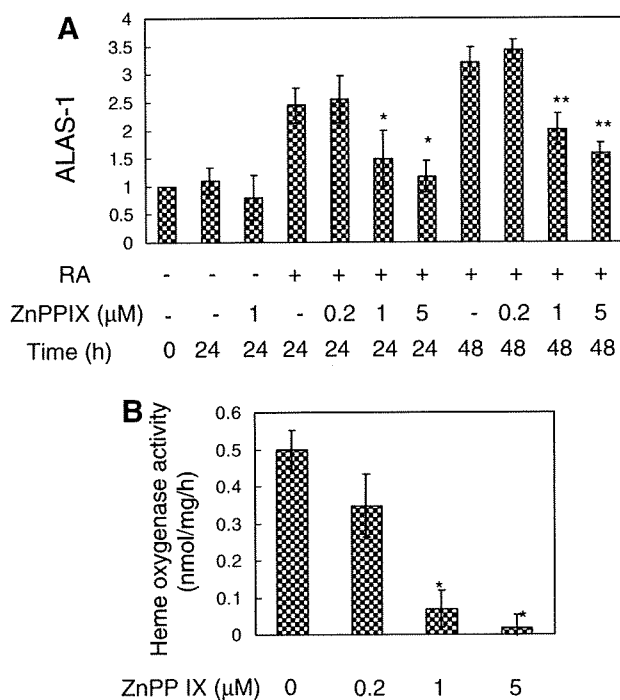 A
4
3.5
3
2.5
2
1.5
1
0.5
0
ALAS-1
* * ** **
RA - - - + + + + + + + +
ZnPPIX (μM) - - 1 - 0.2 1 5 - 0.2 1 5
Time (h) 0 24 24 24 24 24 24 48 48 48 48
B
0.6
0.5
0.4
0.3
0.2
0.1
0
Heme oxygenase activity
(nmol/mg/h)
* *
ZnPP IX (μM) 0 0.2 1 5